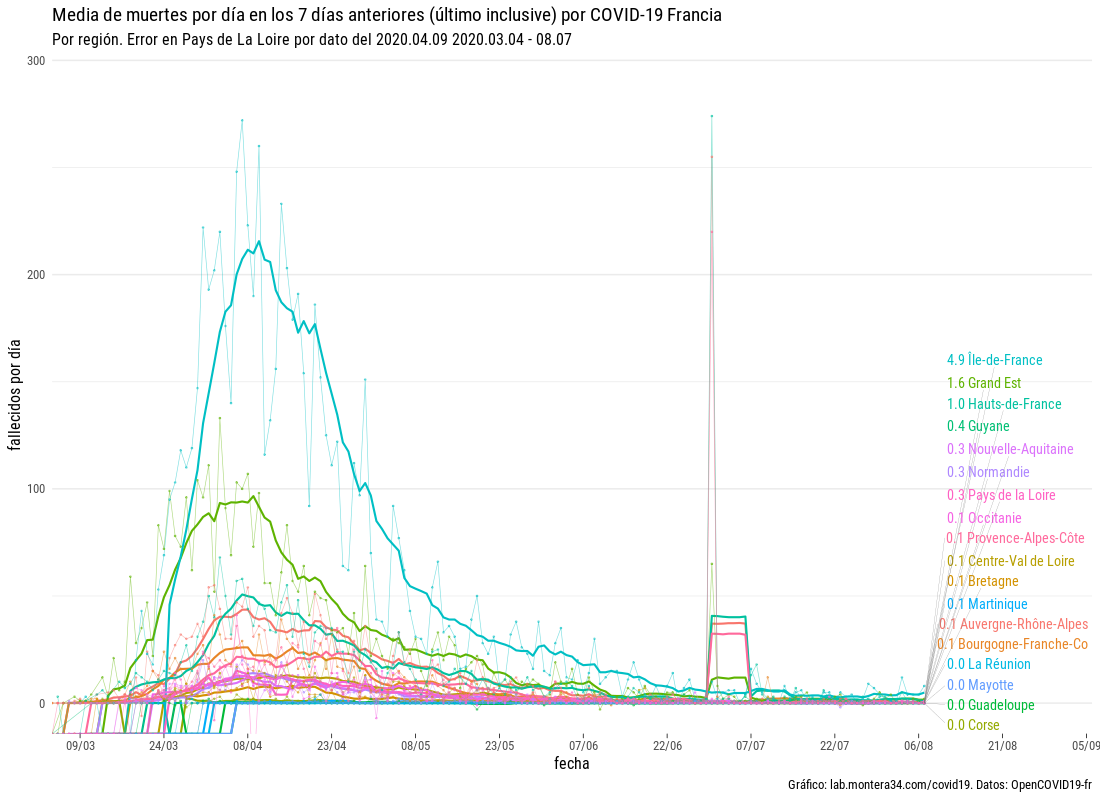 Media de muertes por día en los 7 días anteriores (último inclusive) por COVID-19 Francia
Por región. Error en Pays de La Loire por dato del 2020.04.09 2020.03.04 - 08.07
300
200
100
0
fallecidos por día
4.9 Île-de-France
1.6 Grand Est
1.0 Hauts-de-France
0.4 Guyane
0.3 Nouvelle-Aquitaine
0.3 Normandie
0.3 Pays de la Loire
0.1 Occitanie
0.1 Provence-Alpes-Côte
0.1 Centre-Val de Loire
0.1 Bretagne
0.1 Martinique
0.1 Auvergne-Rhône-Alpes
0.1 Bourgogne-Franche-Co
0.0 La Réunion
0.0 Mayotte
0.0 Guadeloupe
0.0 Corse
09/03 24/03 08/04 23/04 08/05 23/05 07/06 22/06 07/07 22/07 06/08 21/08 05/09
fecha
Gráfico: lab.montera34.com/covid19. Datos: OpenCOVID19-fr